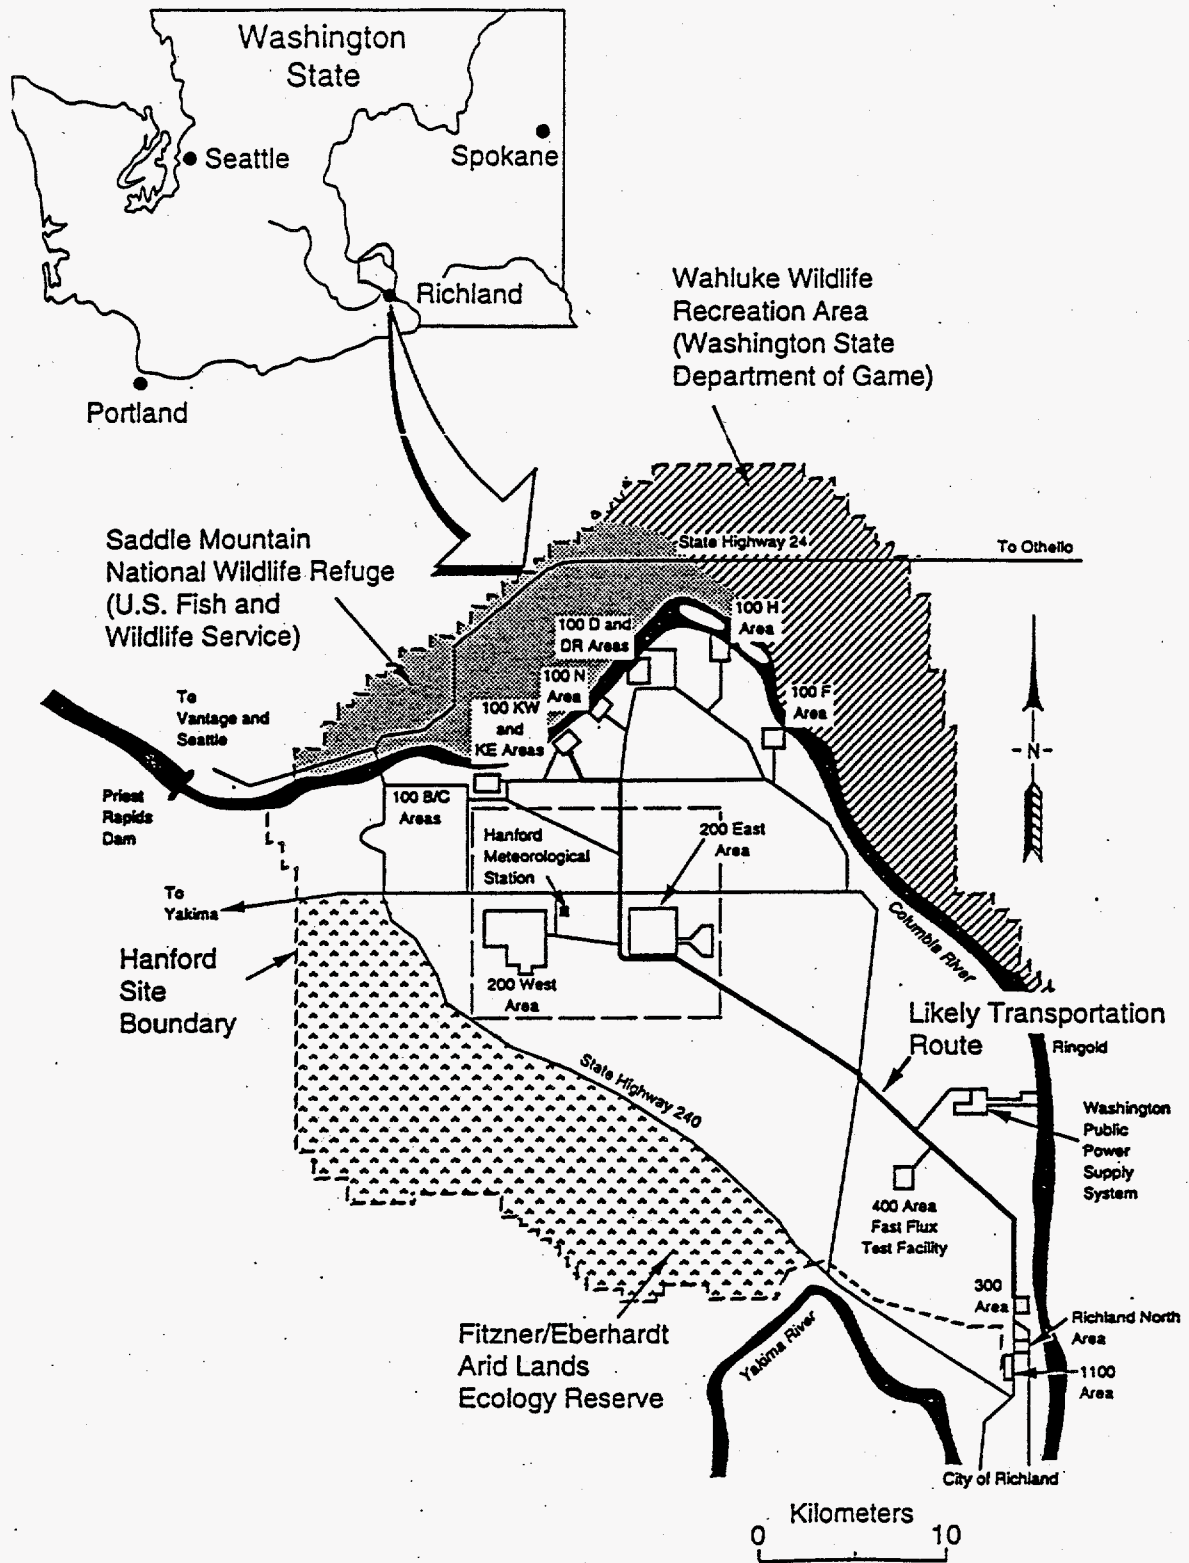 Washington
State
Seattle
Spokane
Richland
Portland
Wahluke Wildlife
Recreation Area
(Washington State
Department of Game)
Saddle Mountain
National Wildlife Refuge
(U.S. Fish and
Wildlife Service)
State Highway 24
To Othello
100 H
Area
100 D and
DR Areas
100 N
Area
100 F
Area
100 KW
and
KE Areas
To
Vantage and
Seattle
-N-
Priest
Rapids
Dam
100 B/C
Areas
Hanford
Meteorological
Station
200 East
Area
To
Yakima
Columbia River
Hanford
Site
Boundary
200 West
Area
Likely Transportation
Route
Ringold
State Highway 240
Washington
Public
Power
Supply
System
400 Area
Fast Flux
Test Facility
300
Area
Richland North
Area
1100
Area
Fitzner/Eberhardt
Arid Lands
Ecology Reserve
Yakima River
City of Richland
Kilometers
0 10